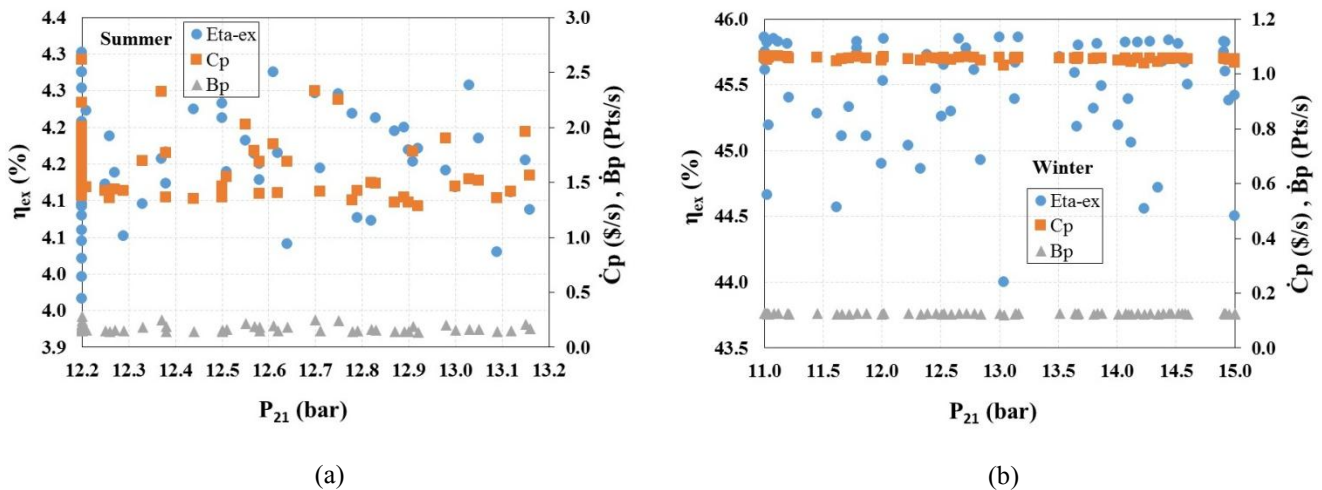 4.4
4.3
4.3
4.2
4.2
4.1
4.1
4.0
4.0
3.9
η_ex (%)
Summer
Eta-ex
Cp
Bp
3.0
2.5
2.0
1.5
1.0
0.5
0.0
Ċp ($/s) , Ḃp (Pts/s)
12.2 12.3 12.4 12.5 12.6 12.7 12.8 12.9 13.0 13.1 13.2
P₂₁ (bar)
(a)
46.0
45.5
45.0
44.5
44.0
43.5
η_ex (%)
Winter
Eta-ex
Cp
Bp
1.2
1.0
0.8
0.6
0.4
0.2
0.0
Ċp ($/s) , Ḃp (Pts/s)
11.0 11.5 12.0 12.5 13.0 13.5 14.0 14.5 15.0
P₂₁ (bar)
(b)